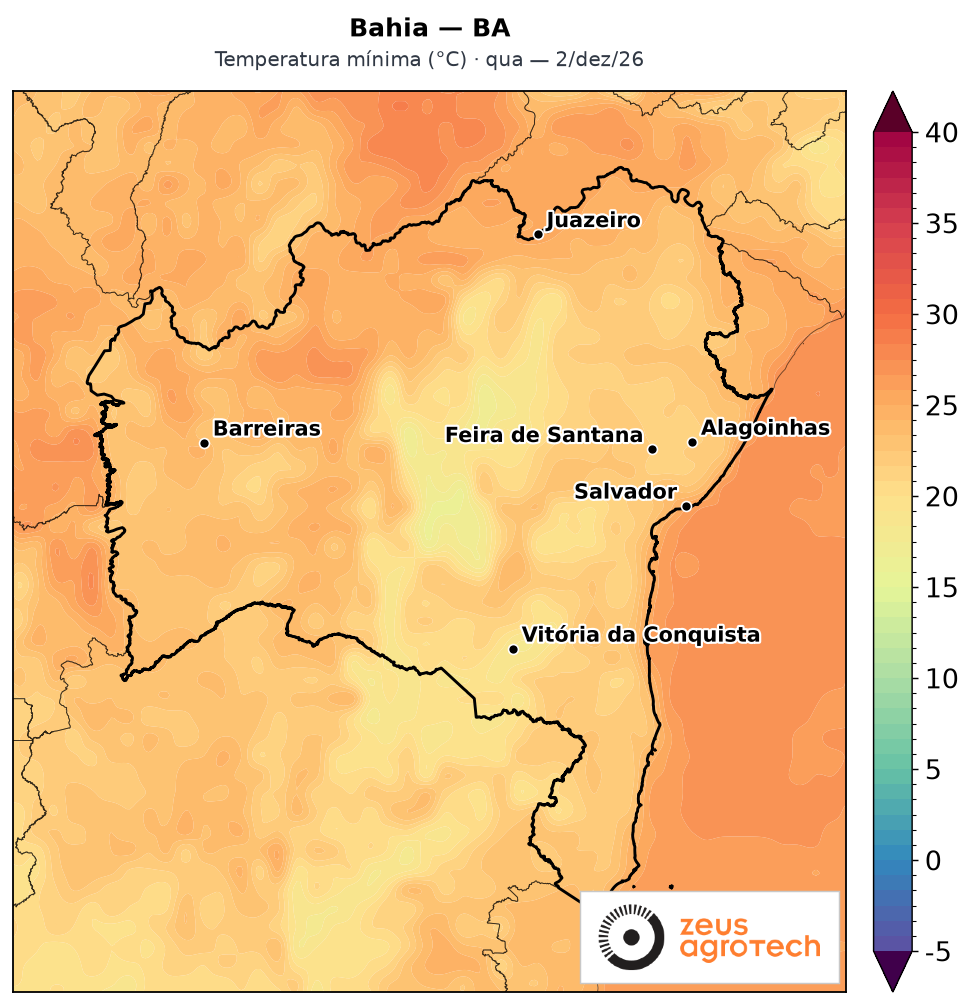 Bahia — BA
Temperatura mínima (°C) · qua — 2/dez/26
40
35
30
25
20
15
10
5
0
-5
Juazeiro
Barreiras
Feira de Santana
Alagoinhas
Salvador
Vitória da Conquista
zeus
agrotech